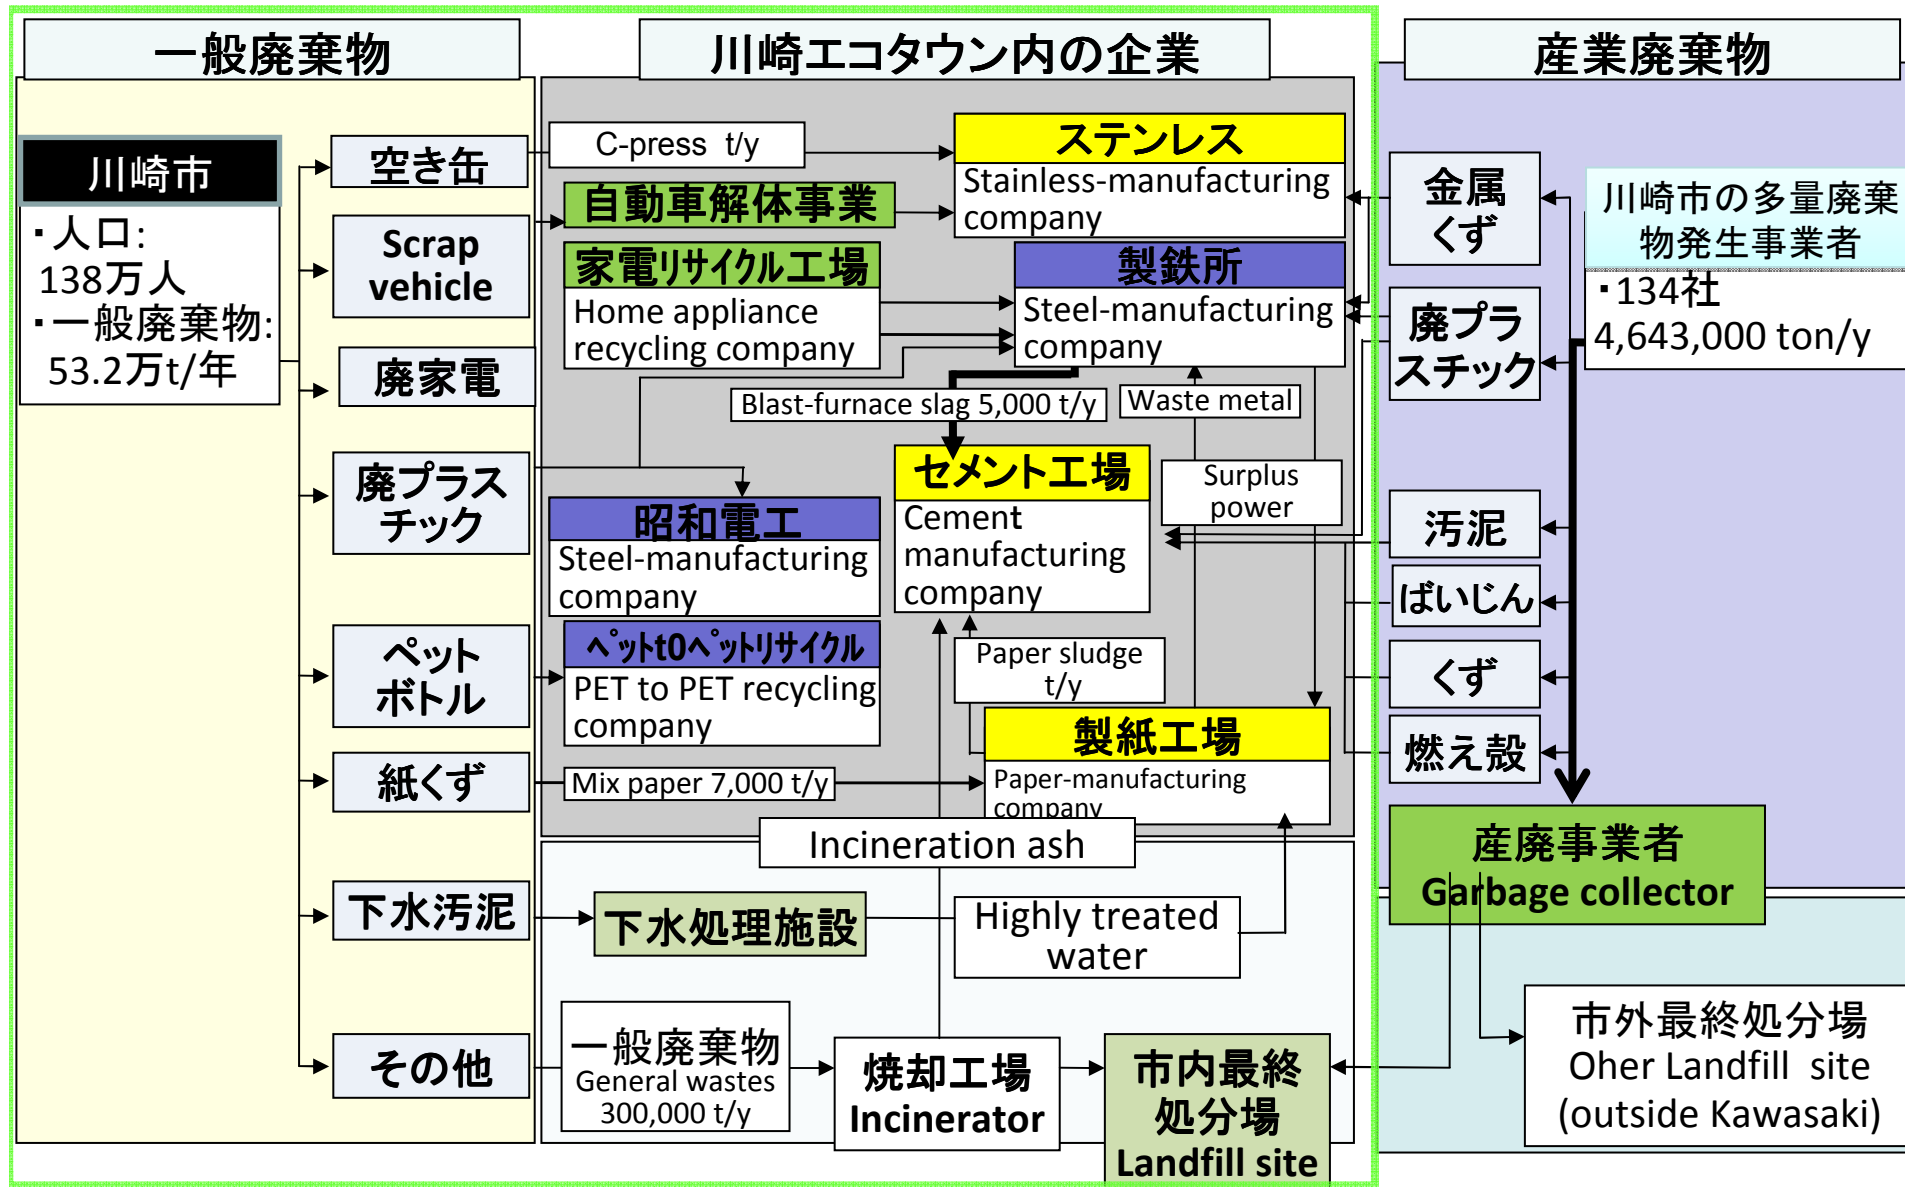 一般廃棄物
川崎エコタウン内の企業
産業廃棄物
川崎市
・人口:
138万人
・一般廃棄物:
53.2万t/年
空き缶
Scrap
vehicle
廃家電
廃プラス
チック
ペット
ボトル
紙くず
下水汚泥
その他
C-press t/y
自動車解体事業
家電リサイクル工場
Home appliance
recycling company
ステンレス
Stainless-manufacturing
company
製鉄所
Steel-manufacturing
company
Blast-furnace slag 5,000 t/y
Waste metal
セメント工場
Cement
manufacturing
company
Surplus
power
昭和電工
Steel-manufacturing
company
ペットt0ペットリサイクル
PET to PET recycling
company
Paper sludge
t/y
製紙工場
Paper-manufacturing
company
Mix paper 7,000 t/y
Incineration ash
下水処理施設
Highly treated
water
一般廃棄物
General wastes
300,000 t/y
焼却工場
Incinerator
市内最終
処分場
Landfill site
金属
くず
廃プラ
スチック
汚泥
ばいじん
くず
燃え殻
川崎市の多量廃棄
物発生事業者
・134社
4,643,000 ton/y
産廃事業者
Garbage collector
市外最終処分場
Oher Landfill site
(outside Kawasaki)